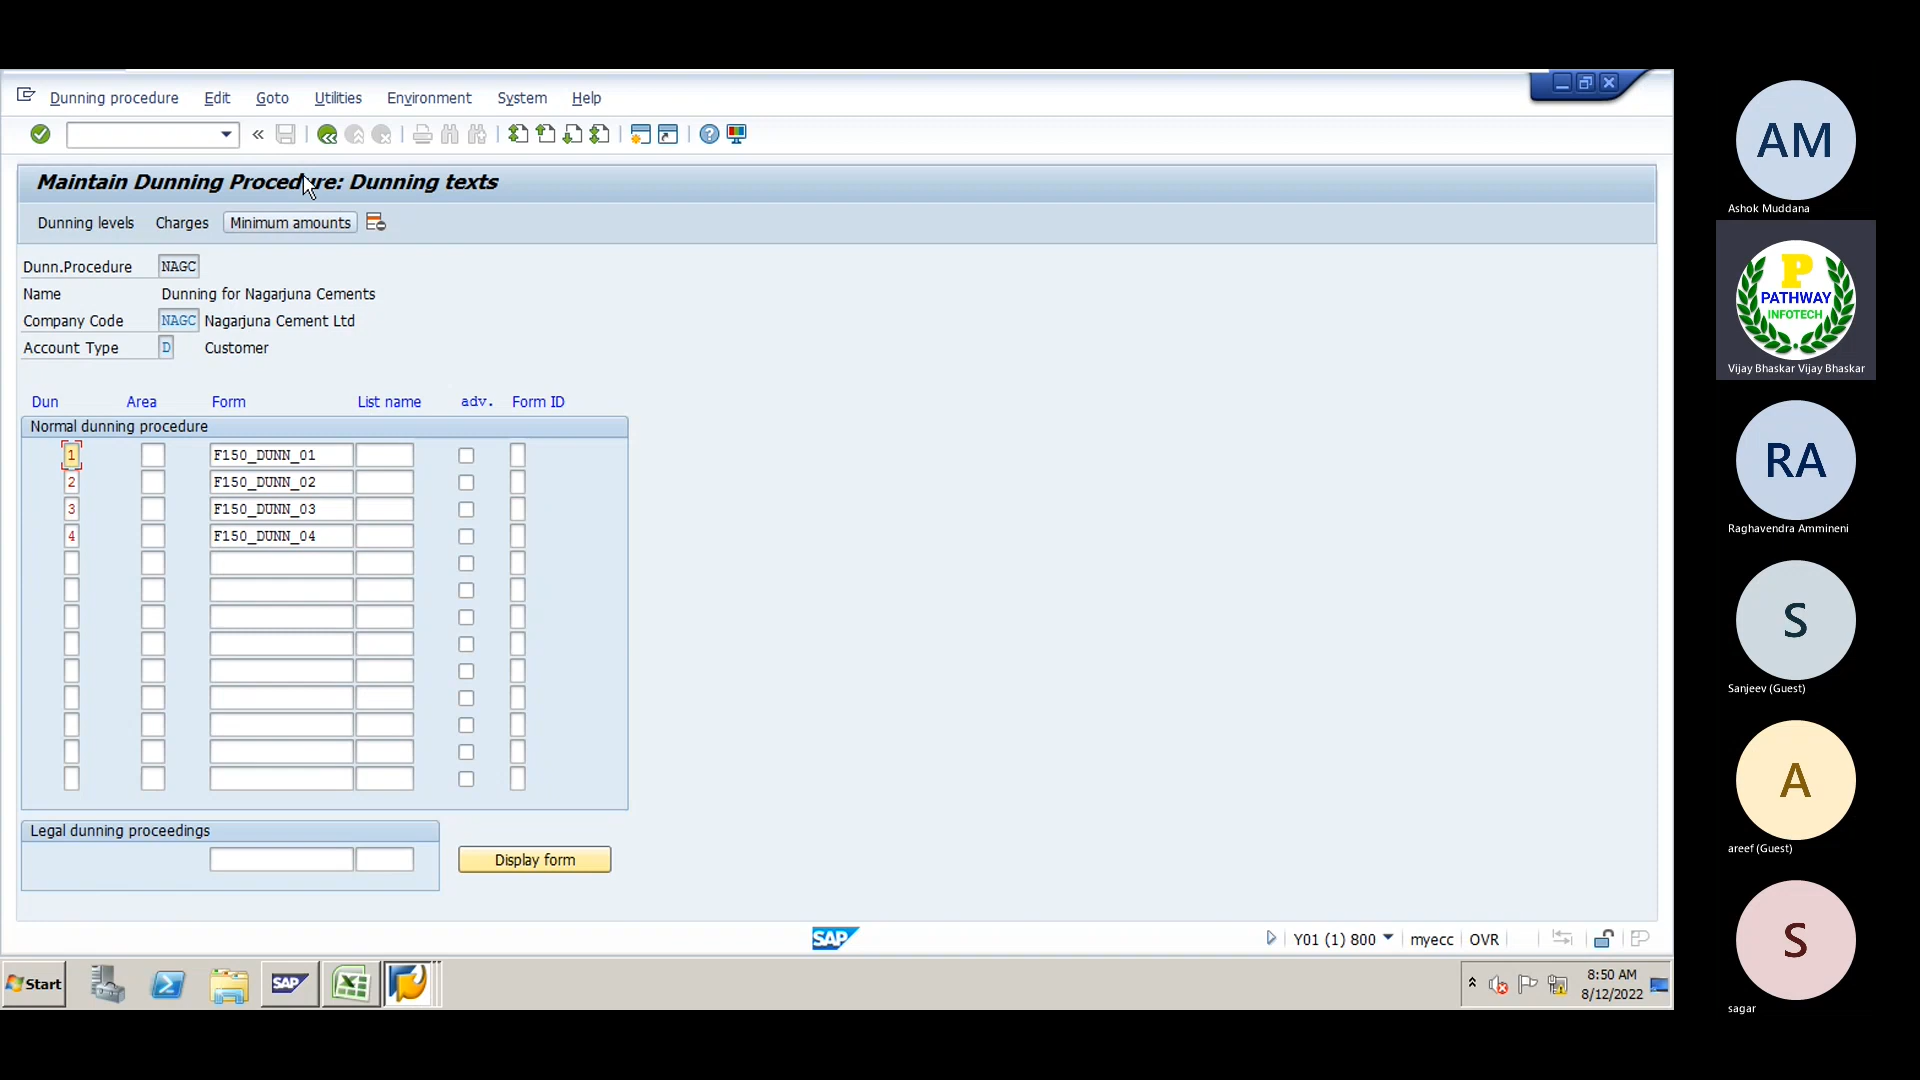 Dunning procedure Edit Goto Utilities Environment System Help
Maintain Dunning Procedure: Dunning texts
Dunning levels Charges Minimum amounts
Dunn.Procedure NAGC
Name Dunning for Nagarjuna Cements
Company Code NAGC Nagarjuna Cement Ltd
Account Type D Customer
Dun Area Form List name adv. Form ID
Normal dunning procedure
1 F150_DUNN_01
2 F150_DUNN_02
3 F150_DUNN_03
4 F150_DUNN_04
Legal dunning proceedings
Display form
SAP Y01 (1) 800 myecc OVR
Start SAP 8:50 AM
8/12/2022
AM
Ashok Muddana
P
PATHWAY
INFOTECH
Vijay Bhaskar Vijay Bhaskar
RA
Raghavendra Ammineni
S
Sanjeev (Guest)
A
areef (Guest)
S
sagar